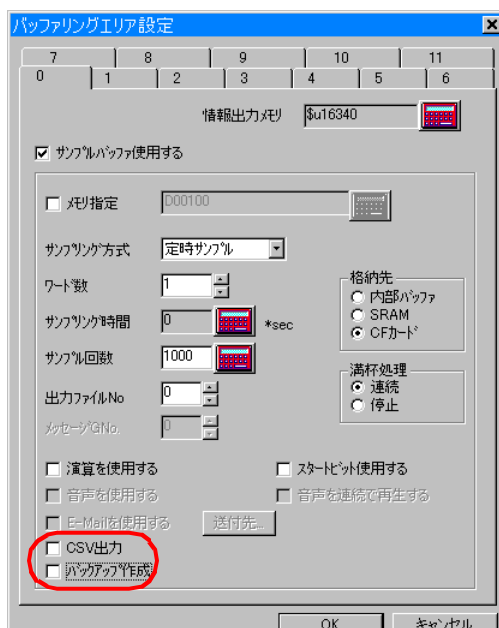 バッファリングエリア設定
7 8 9 10 11
0 1 2 3 4 5 6
情報出力ﾒﾓﾘ $u16340
ｻﾝﾌﾟﾙﾊﾞｯﾌｧ使用する
ﾒﾓﾘ指定 D00100
ｻﾝﾌﾟﾘﾝｸﾞ方式 定時ｻﾝﾌﾟﾙ
ﾜｰﾄﾞ数 1
ｻﾝﾌﾟﾘﾝｸﾞ時間 0 *sec
ｻﾝﾌﾟﾙ回数 1000
出力ﾌｧｲﾙNo 0
ﾒｯｾｰｼﾞGNo. 0
格納先
内部ﾊﾞｯﾌｧ
SRAM
CFｶｰﾄﾞ
満杯処理
連続
停止
演算を使用する ｽﾀｰﾄﾋﾞｯﾄ使用する
音声を使用する 音声を連続で再生する
E-Mailを使用する 送付先...
CSV出力
ﾊﾞｯｸｱｯﾌﾟ作成
OK キャンセル